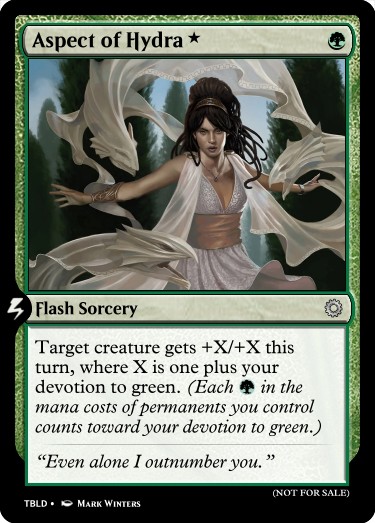 Aspect of Hydra ★
Flash Sorcery
Target creature gets +X/+X this
turn, where X is one plus your
devotion to green. (Each in the
mana costs of permanents you control
counts toward your devotion to green.)
“Even alone I outnumber you.”
(NOT FOR SALE)
TBLD • Mark Winters